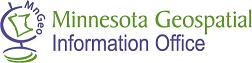 MnGeo
Minnesota Geospatial
Information Office